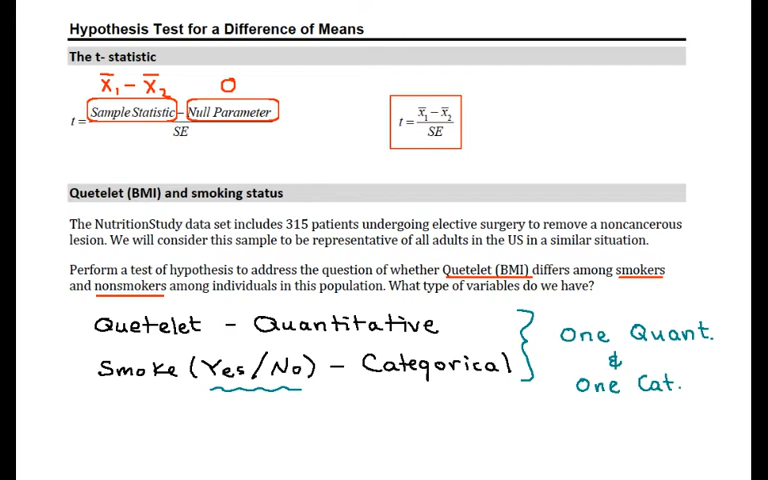 Hypothesis Test for a Difference of Means
The t- statistic
x̄₁ − x̄₂ 0
t = (Sample Statistic − Null Parameter) / SE
t = (x̄₁ − x̄₂) / SE
Quetelet (BMI) and smoking status
The NutritionStudy data set includes 315 patients undergoing elective surgery to remove a noncancerous
lesion. We will consider this sample to be representative of all adults in the US in a similar situation.
Perform a test of hypothesis to address the question of whether Quetelet (BMI) differs among smokers
and nonsmokers among individuals in this population. What type of variables do we have?
Quetelet - Quantitative
Smoke (Yes/No) - Categorical
One Quant.
&
One Cat.